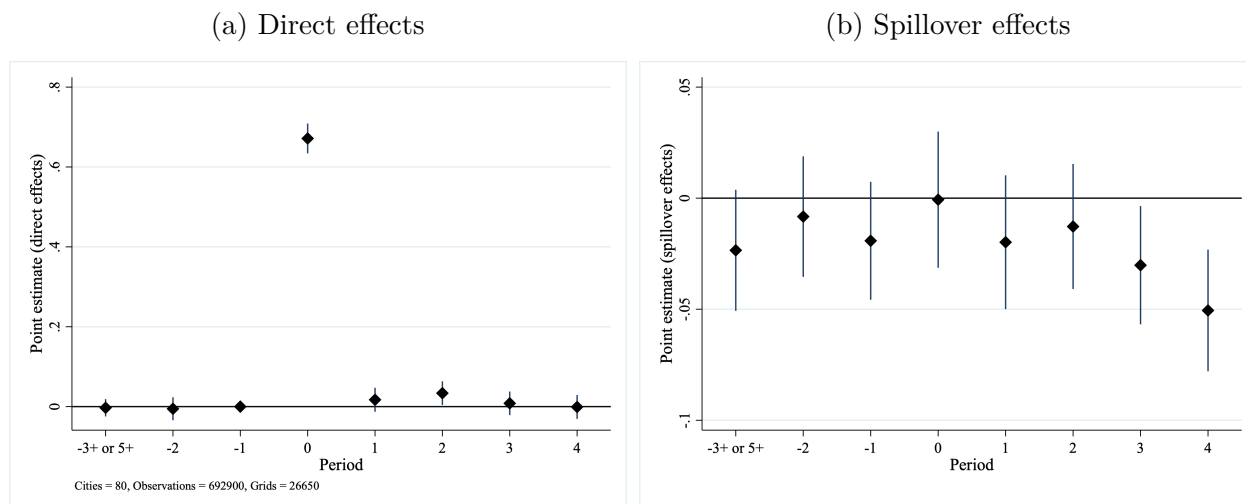 (a) Direct effects
Point estimate (direct effects)
.8
.6
.4
.2
0
-3+ or 5+ -2 -1 0 1 2 3 4
Period
Cities = 80, Observations = 692900, Grids = 26650
(b) Spillover effects
Point estimate (spillover effects)
.05
0
-.05
-.1
-3+ or 5+ -2 -1 0 1 2 3 4
Period